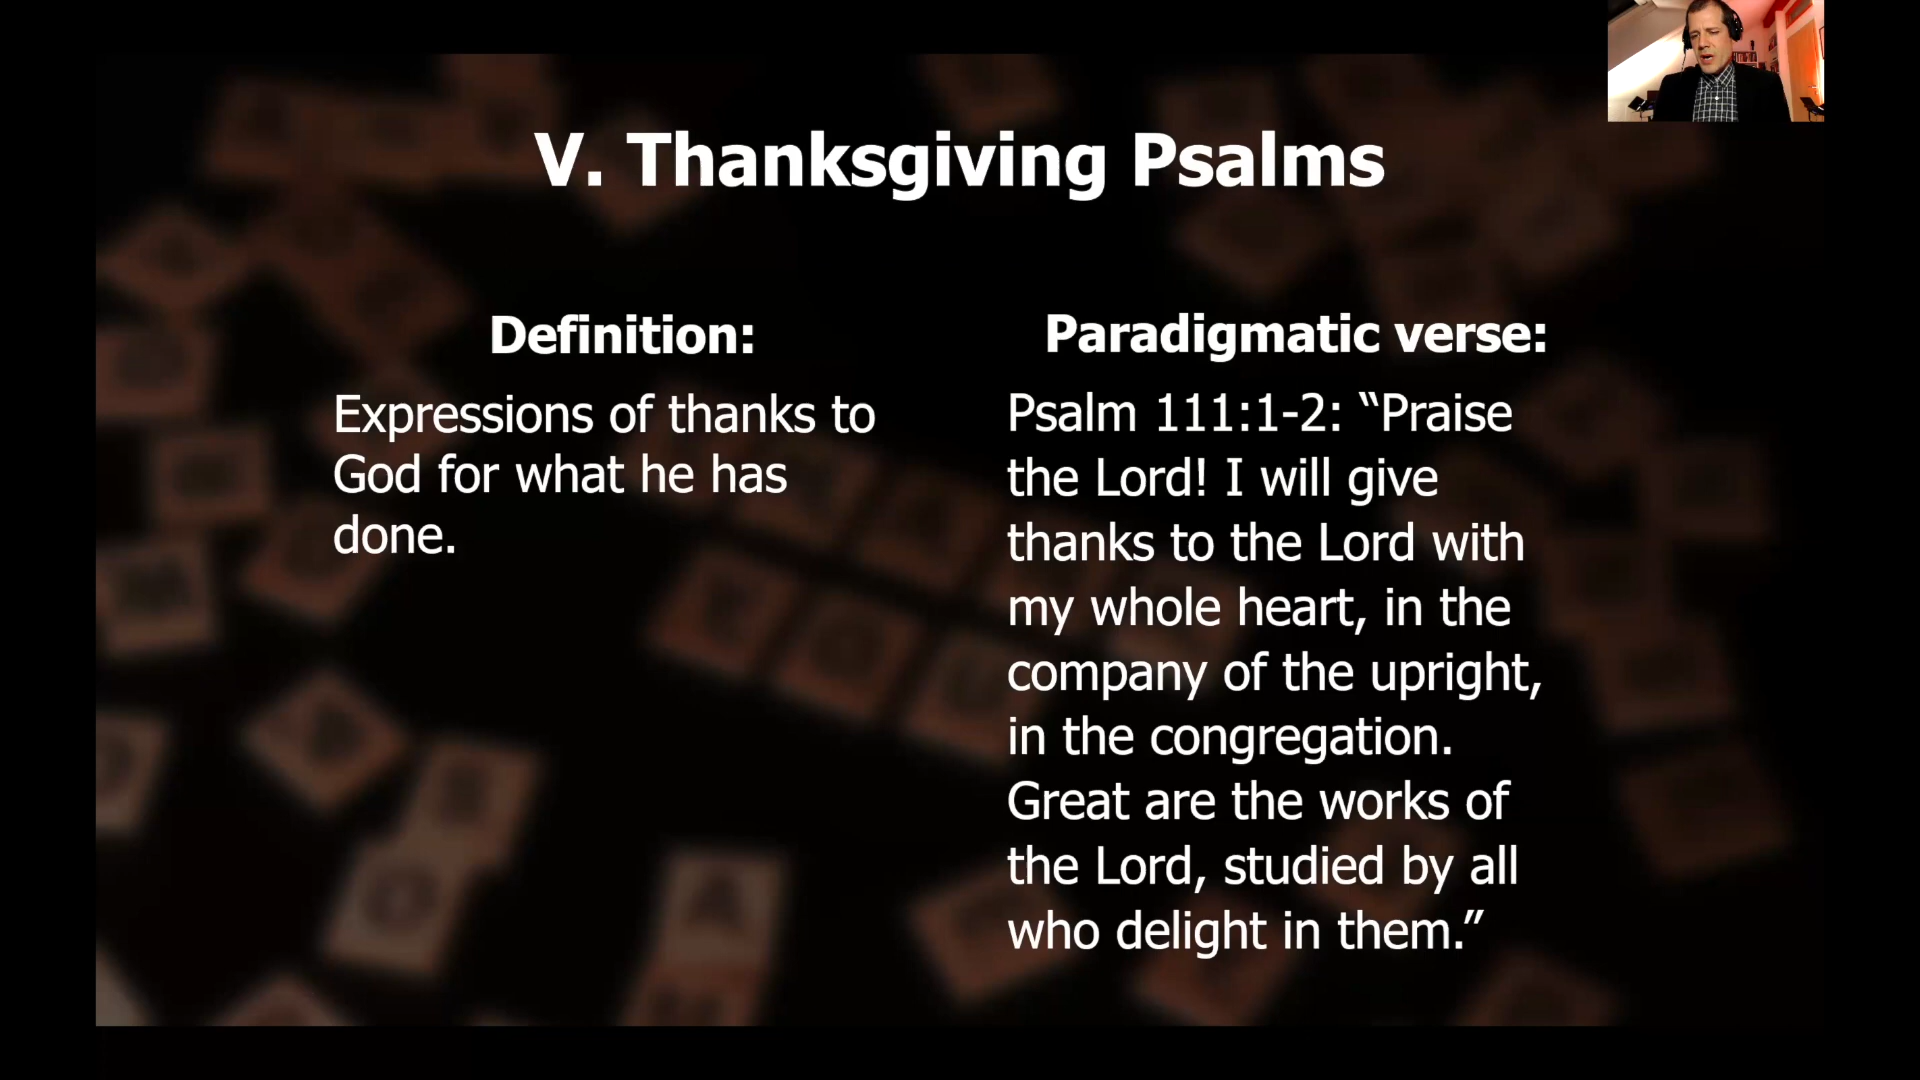 V. Thanksgiving Psalms
Definition:
Expressions of thanks to
God for what he has
done.
Paradigmatic verse:
Psalm 111:1-2: “Praise
the Lord! I will give
thanks to the Lord with
my whole heart, in the
company of the upright,
in the congregation.
Great are the works of
the Lord, studied by all
who delight in them.”